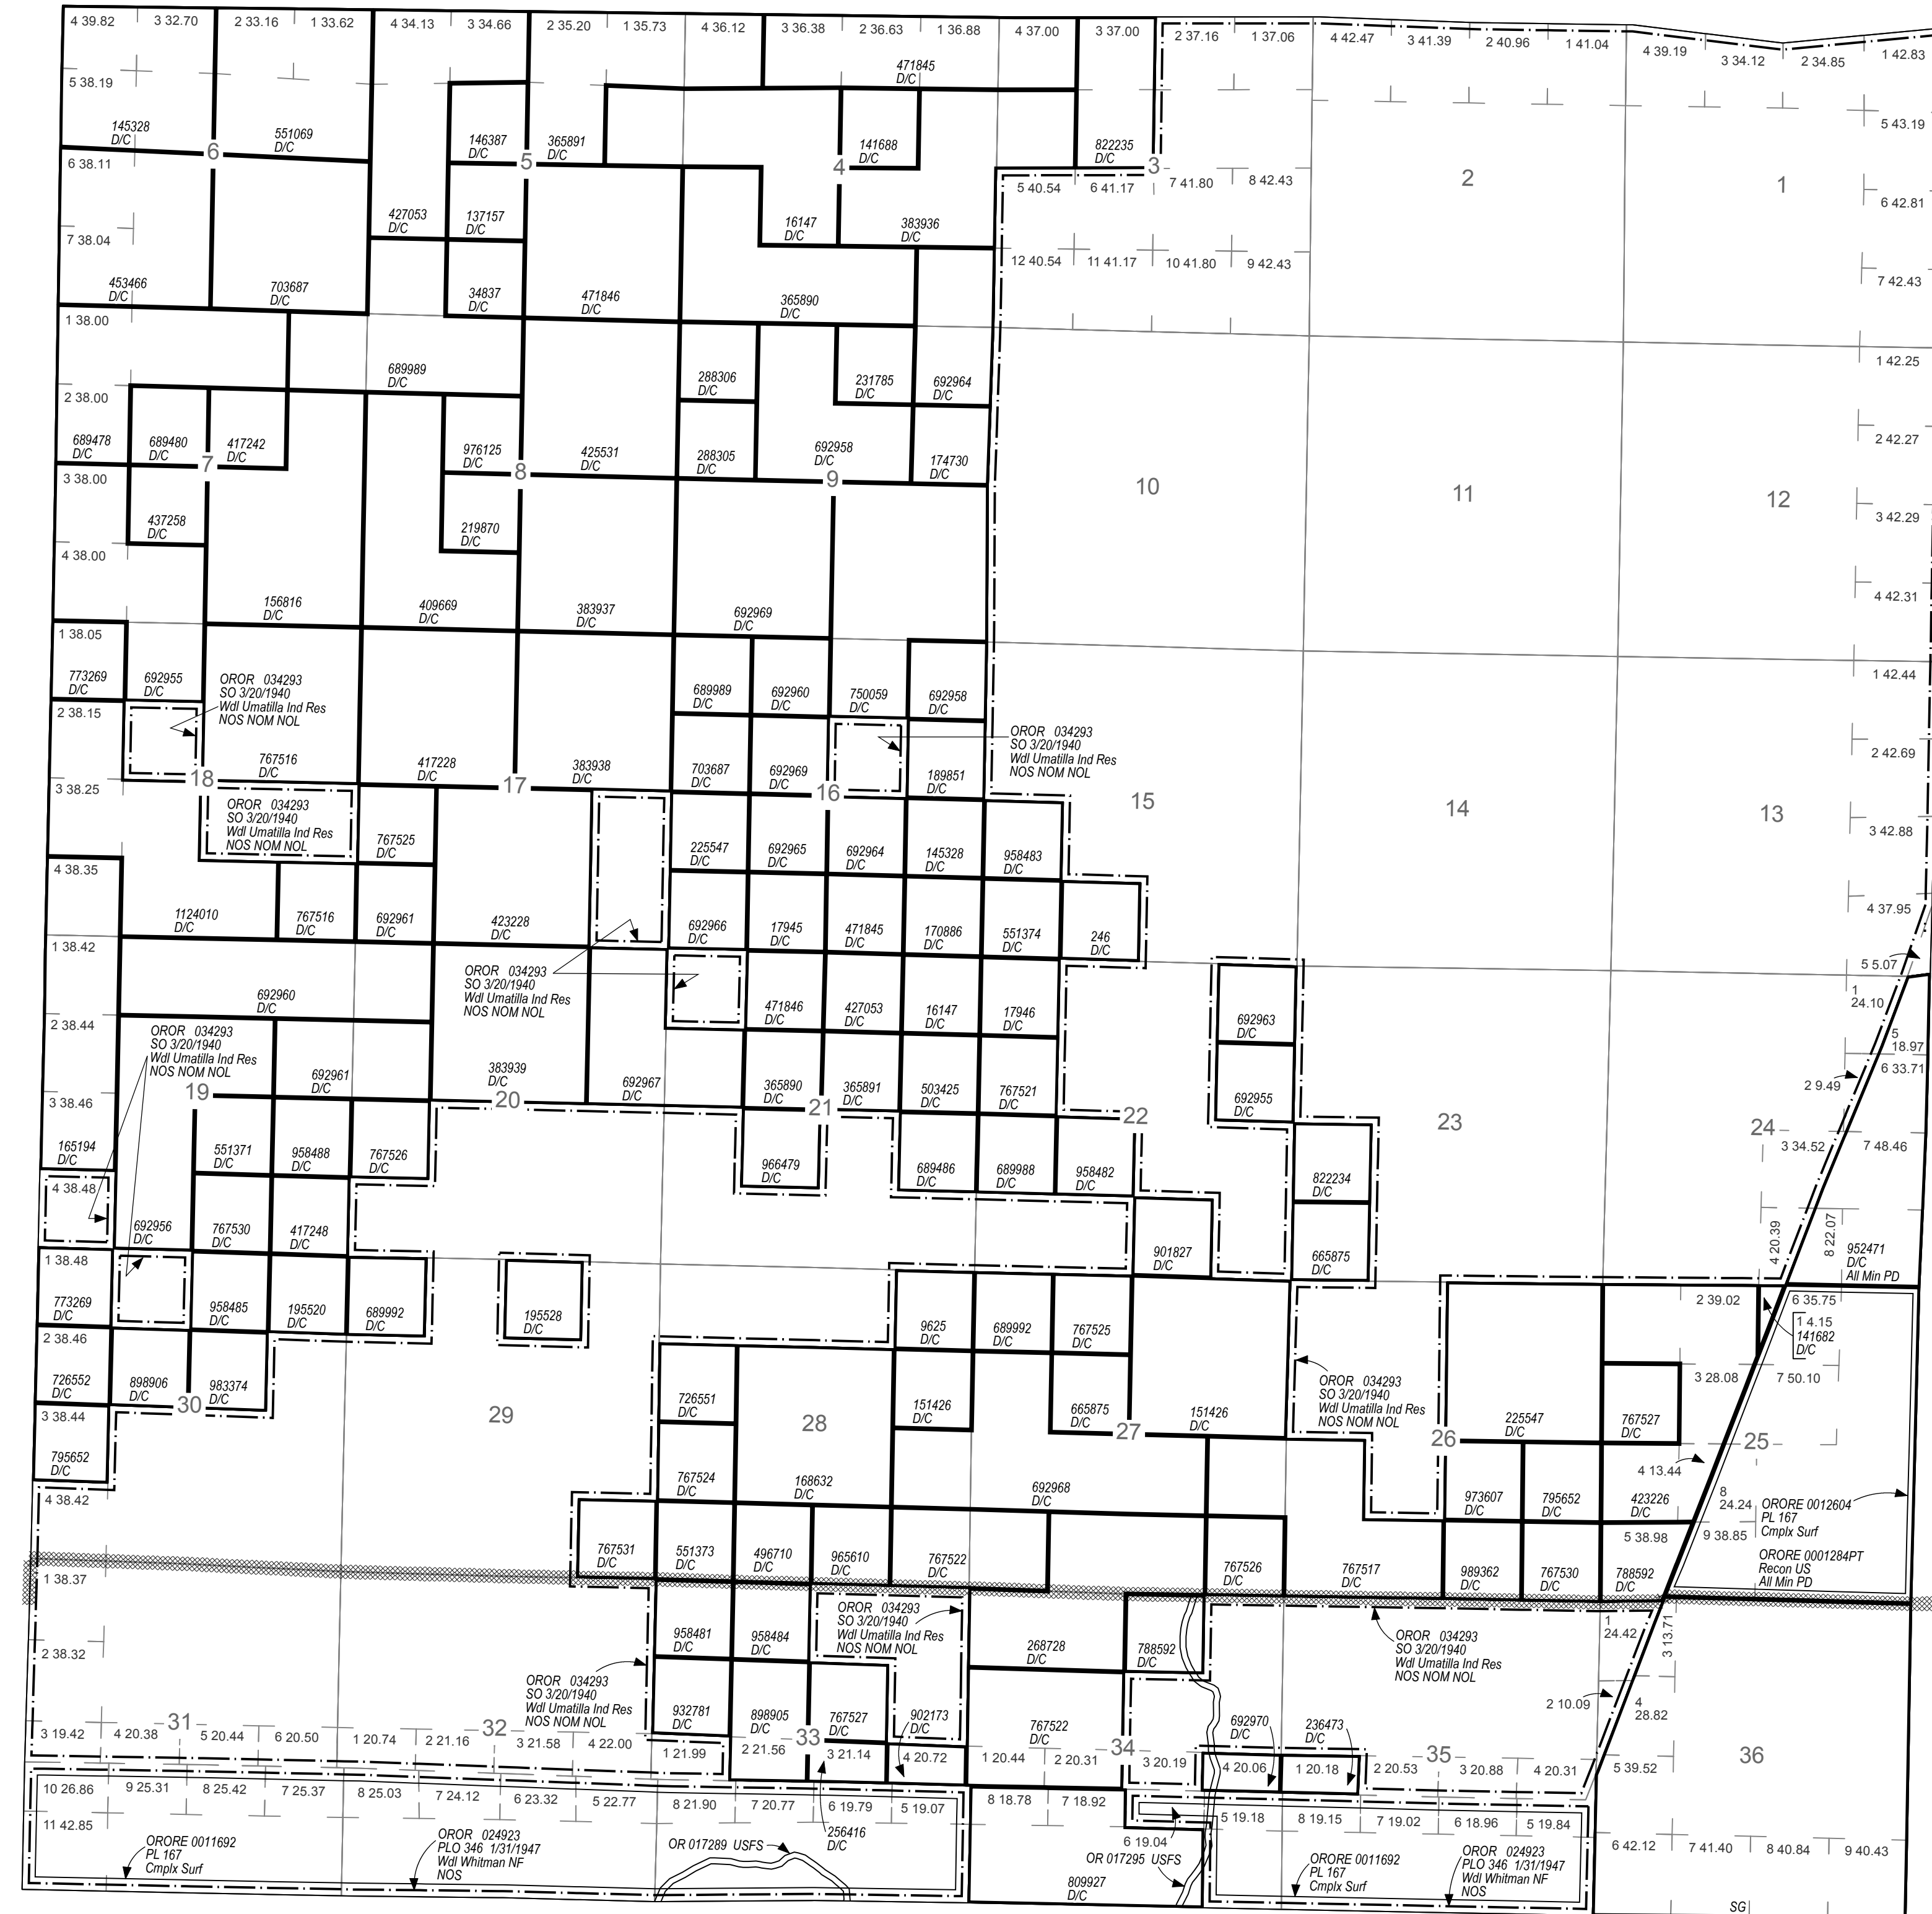 4 39.82 3 32.70 2 33.16 1 33.62 4 34.13 3 34.66 2 35.20 1 35.73 4 36.12 3 36.38 2 36.63 1 36.88 4 37.00 3 37.00 2 37.16 1 37.06 4 42.47 3 41.39 2 40.96 1 41.04 4 39.19 3 34.12 2 34.85 1 42.83
471845
D/C
5 38.19
5 43.19
145328
D/C
6
551069
D/C
146387
D/C
5
365891
D/C
141688
D/C
4
822235
D/C
3
6 38.11
5 40.54 6 41.17 7 41.80 8 42.43
2
1
6 42.81
427053
D/C
137157
D/C
16147
D/C
383936
D/C
7 38.04
12 40.54 11 41.17 10 41.80 9 42.43
7 42.43
453466
D/C
703687
D/C
34837
D/C
471846
D/C
365890
D/C
1 38.00
1 42.25
689989
D/C
288306
D/C
231785
D/C
692964
D/C
2 38.00
2 42.27
689478
D/C
689480
D/C
417242
D/C
7
976125
D/C
8
425531
D/C
288305
D/C
692958
D/C
9
174730
D/C
10
11
12
3 38.00
3 42.29
437258
D/C
219870
D/C
4 38.00
4 42.31
156816
D/C
409669
D/C
383937
D/C
692969
D/C
1 38.05
1 42.44
773269
D/C
692955
D/C
OROR 034293
SO 3/20/1940
Wdl Umatilla Ind Res
NOS NOM NOL
689989
D/C
692960
D/C
750059
D/C
692958
D/C
2 38.15
2 42.69
OROR 034293
SO 3/20/1940
Wdl Umatilla Ind Res
NOS NOM NOL
18
767516
D/C
417228
D/C
17
383938
D/C
703687
D/C
692969
D/C
16
189851
D/C
15
14
13
3 38.25
3 42.88
OROR 034293
SO 3/20/1940
Wdl Umatilla Ind Res
NOS NOM NOL
767525
D/C
225547
D/C
692965
D/C
692964
D/C
145328
D/C
958483
D/C
4 38.35
4 37.95
1124010
D/C
767516
D/C
692961
D/C
423228
D/C
692966
D/C
17945
D/C
471845
D/C
170886
D/C
551374
D/C
246
D/C
1 38.42
5 5.07
OROR 034293
SO 3/20/1940
Wdl Umatilla Ind Res
NOS NOM NOL
692960
D/C
471846
D/C
427053
D/C
16147
D/C
17946
D/C
692963
D/C
1
24.10
2 38.44
5
18.97
6 33.71
OROR 034293
SO 3/20/1940
Wdl Umatilla Ind Res
NOS NOM NOL
19
692961
D/C
383939
D/C
20
692967
D/C
365890
D/C
365891
D/C
21
503425
D/C
767521
D/C
22
692955
D/C
23
2 9.49
24
3 38.46
3 34.52
7 48.46
165194
D/C
551371
D/C
958488
D/C
767526
D/C
966479
D/C
689486
D/C
689988
D/C
958482
D/C
822234
D/C
4 38.48
692956
D/C
767530
D/C
417248
D/C
901827
D/C
665875
D/C
4 20.39
8 22.07
952471
D/C
All Min PD
1 38.48
773269
D/C
958485
D/C
195520
D/C
689992
D/C
195528
D/C
9625
D/C
689992
D/C
767525
D/C
2 39.02
6 35.75
1 4.15
141682
D/C
2 38.46
726552
D/C
898906
D/C
983374
D/C
30
29
726551
D/C
28
151426
D/C
665875
D/C
27
151426
D/C
OROR 034293
SO 3/20/1940
Wdl Umatilla Ind Res
NOS NOM NOL
26
225547
D/C
767527
D/C
3 28.08
7 50.10
25
3 38.44
795652
D/C
767524
D/C
168632
D/C
692968
D/C
973607
D/C
795652
D/C
423226
D/C
4 13.44
8
24.24
ORORE 0012604
PL 167
Cmplx Surf
4 38.42
5 38.98
9 38.85
767531
D/C
551373
D/C
496710
D/C
965610
D/C
767522
D/C
767526
D/C
767517
D/C
989362
D/C
767530
D/C
788592
D/C
ORORE 0001284PT
Recon US
All Min PD
1 38.37
OROR 034293
SO 3/20/1940
Wdl Umatilla Ind Res
NOS NOM NOL
958481
D/C
958484
D/C
268728
D/C
788592
D/C
OROR 034293
SO 3/20/1940
Wdl Umatilla Ind Res
NOS NOM NOL
1
24.42
3 13.71
2 38.32
OROR 034293
SO 3/20/1940
Wdl Umatilla Ind Res
NOS NOM NOL
932781
D/C
898905
D/C
33
767527
D/C
902173
D/C
767522
D/C
34
692970
D/C
236473
D/C
35
2 10.09
4
28.82
36
31
32
3 19.42 4 20.38 5 20.44 6 20.50 1 20.74 2 21.16 3 21.58 4 22.00 1 21.99 2 21.56 3 21.14 4 20.72 1 20.44 2 20.31 3 20.19 4 20.06 1 20.18 2 20.53 3 20.88 4 20.31 5 39.52
10 26.86 9 25.31 8 25.42 7 25.37 8 25.03 7 24.12 6 23.32 5 22.77 8 21.90 7 20.77 6 19.79 5 19.07 8 18.78 7 18.92 6 19.04 5 19.18 8 19.15 7 19.02 6 18.96 5 19.84
11 42.85
6 42.12 7 41.40 8 40.84 9 40.43
ORORE 0011692
PL 167
Cmplx Surf
OROR 024923
PLO 346 1/31/1947
Wdl Whitman NF
NOS
OR 017289 USFS
256416
D/C
809927
D/C
OR 017295 USFS
ORORE 0011692
PL 167
Cmplx Surf
OROR 024923
PLO 346 1/31/1947
Wdl Whitman NF
NOS
SG